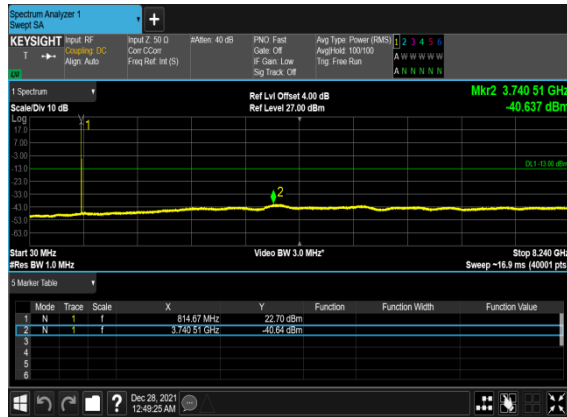 Spectrum Analyzer 1
Swept SA
+
KEYSIGHT Input: RF Input Z: 50 Ω #Atten: 40 dB PNO: Fast Avg Type: Power (RMS) 1 2 3 4 5 6
T Coupling: DC Corr CCorr Gate: Off Avg|Hold: 100/100 A W W W W W
Align: Auto Freq Ref: Int (S) IF Gain: Low Trig: Free Run
Sig Track: Off A N N N N N
1 Spectrum Ref Lvl Offset 4.00 dB Mkr2 3.740 51 GHz
Scale/Div 10 dB Ref Level 27.00 dBm -40.637 dBm
Log
17.0
7.00
-3.00
-13.0
-23.0
-33.0
-43.0
-53.0
-63.0
1
DL1 -13.00 dBm
2
Start 30 MHz Video BW 3.0 MHz* Stop 8.240 GHz
#Res BW 1.0 MHz Sweep ~16.9 ms (40001 pts)
5 Marker Table
Mode Trace Scale X Y Function Function Width Function Value
1 N 1 f 814.67 MHz 22.70 dBm
2 N 1 f 3.740 51 GHz -40.64 dBm
3
4
5
6
? Dec 28, 2021
12:49:25 AM